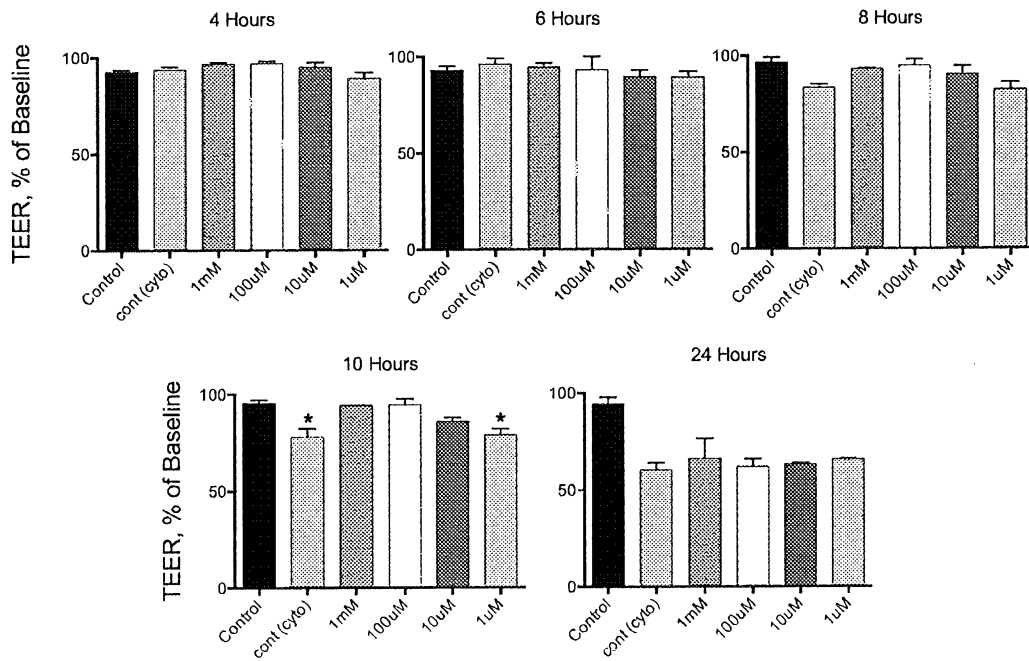 4 Hours
6 Hours
8 Hours
TEER, % of Baseline
100
50
0
Control
cont (cyto)
1mM
100uM
10uM
1uM
100
50
0
Control
cont (cyto)
1mM
100uM
10uM
1uM
100
50
0
Control
cont (cyto)
1mM
100uM
10uM
1uM
10 Hours
24 Hours
TEER, % of Baseline
100
50
0
*
*
Control
cont (cyto)
1mM
100uM
10uM
1uM
100
50
0
Control
cont (cyto)
1mM
100uM
10uM
1uM